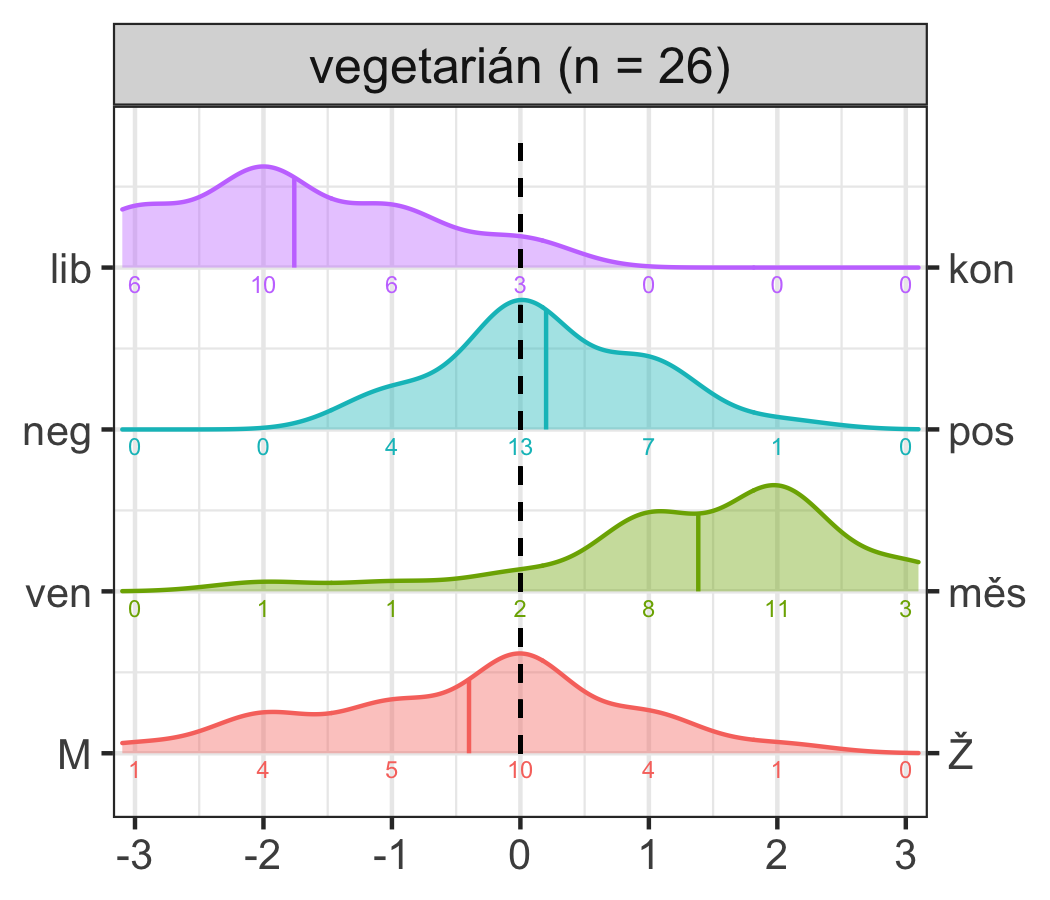 vegetarián (n = 26)
lib kon
6 10 6 3 0 0 0
neg pos
0 0 4 13 7 1 0
ven měs
0 1 1 2 8 11 3
M Ž
1 4 5 10 4 1 0
-3 -2 -1 0 1 2 3